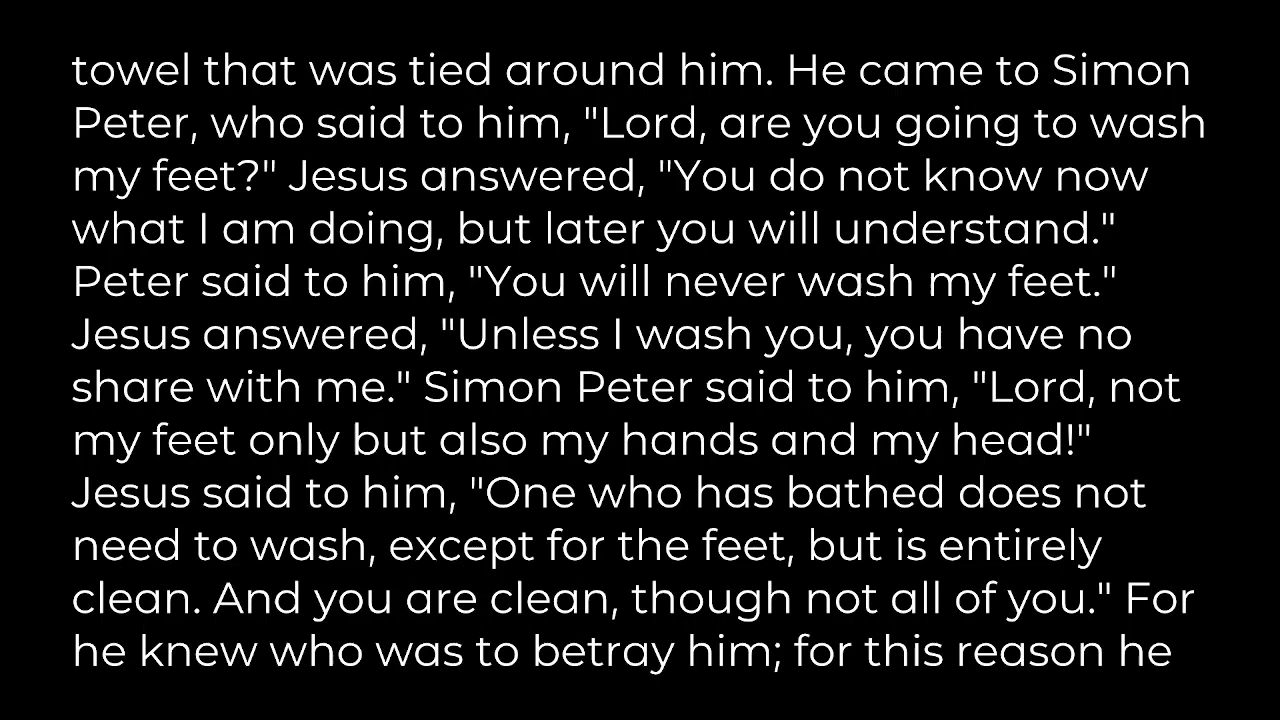 towel that was tied around him. He came to Simon
Peter, who said to him, "Lord, are you going to wash
my feet?" Jesus answered, "You do not know now
what I am doing, but later you will understand."
Peter said to him, "You will never wash my feet."
Jesus answered, "Unless I wash you, you have no
share with me." Simon Peter said to him, "Lord, not
my feet only but also my hands and my head!"
Jesus said to him, "One who has bathed does not
need to wash, except for the feet, but is entirely
clean. And you are clean, though not all of you." For
he knew who was to betray him; for this reason he